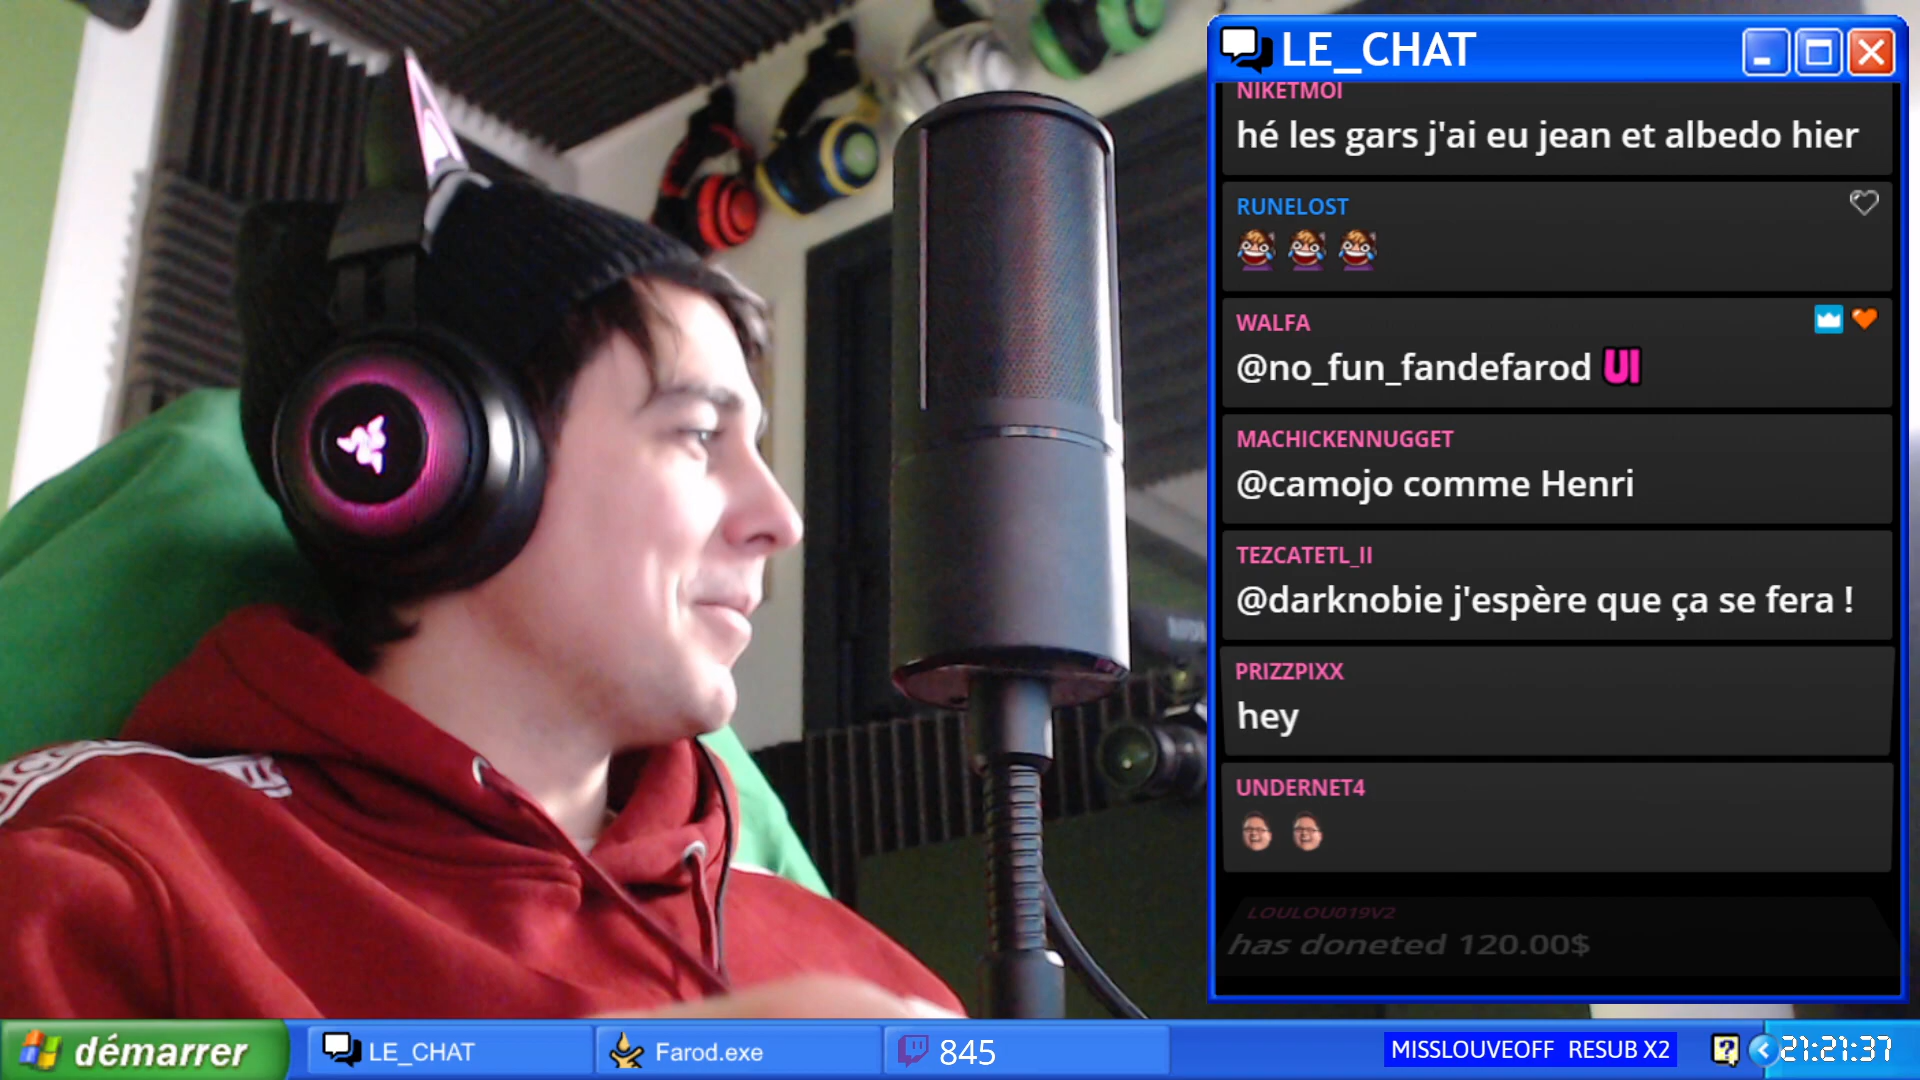 LE_CHAT
NIKETMOI
hé les gars j'ai eu jean et albedo hier
RUNELOST
WALFA
@no_fun_fandefarod UI
MACHICKENNUGGET
@camojo comme Henri
TEZCATETL_II
@darknobie j'espère que ça se fera !
PRIZZPIXX
hey
UNDERNET4
LOULOU019V2
has doneted 120.00$
démarrer
LE_CHAT
Farod.exe
845
MISSLOUVEOFF RESUB X2
?
21:21:37